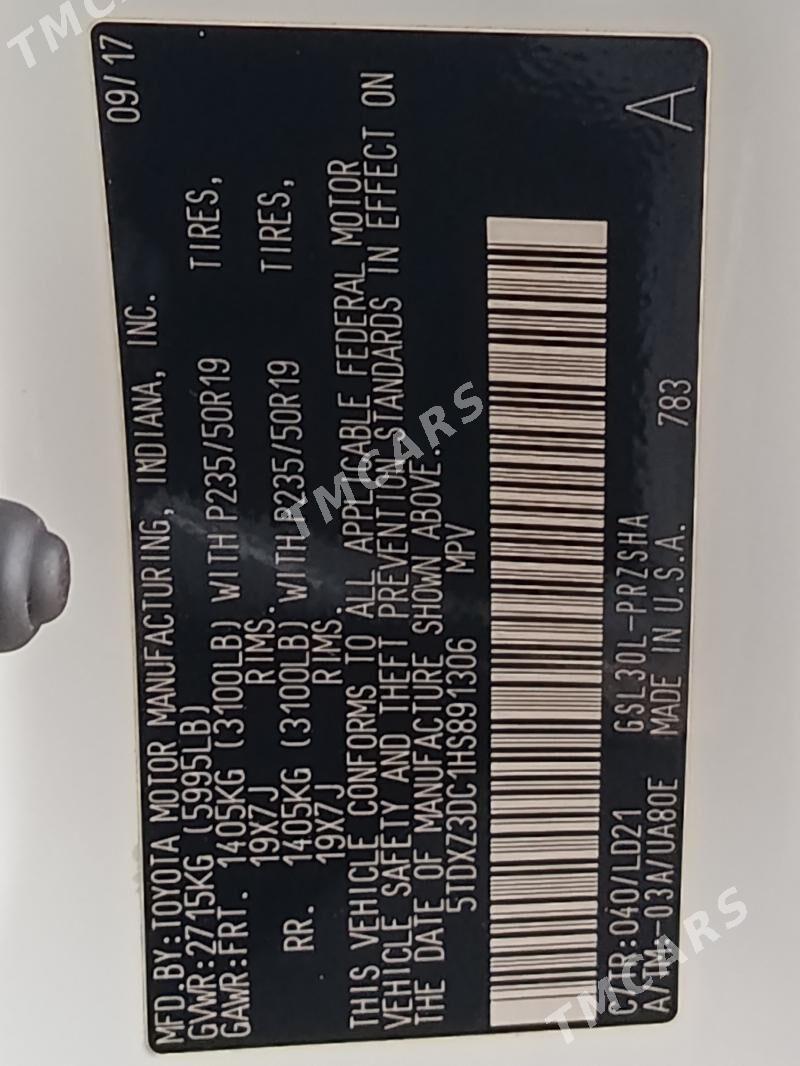 MFD.BY:TOYOTA MOTOR MANUFACTURING, INDIANA, INC. 09/17
GVWR:2715KG (5995LB)
GAWR:FRT. 1405KG (3100LB) WITH P235/50R19 TIRES,
19X7J RIMS.
RR. 1405KG (3100LB) WITH P235/50R19 TIRES,
19X7J RIMS.
THIS VEHICLE CONFORMS TO ALL APPLICABLE FEDERAL MOTOR
VEHICLE SAFETY AND THEFT PREVENTION STANDARDS IN EFFECT ON
THE DATE OF MANUFACTURE SHOWN ABOVE.
5TDXZ3DC1HS891306 MPV
C/TR:040/LD21 GSL30L-PRZSHA 783
A/TM-03A/UA80E MADE IN U.S.A.
A
TMCARS
TMCARS
TMCARS